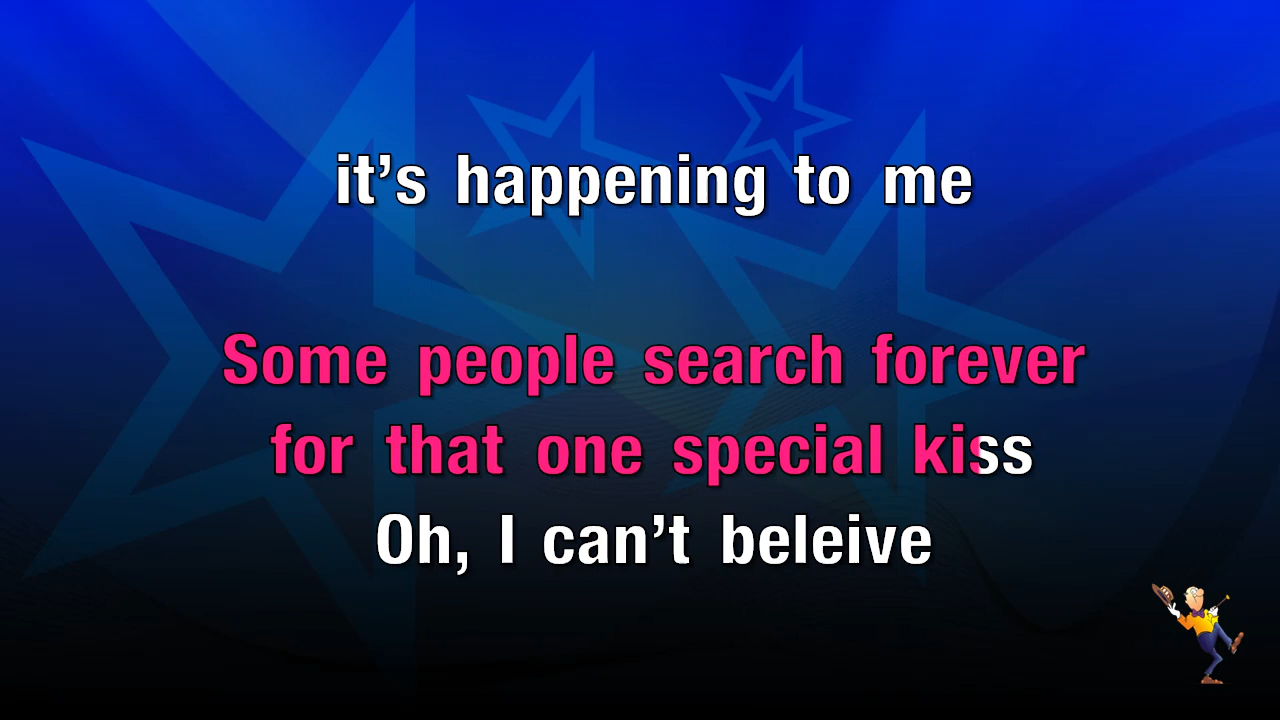 it’s happening to me
Some people search forever
for that one special kiss
Oh, I can’t beleive